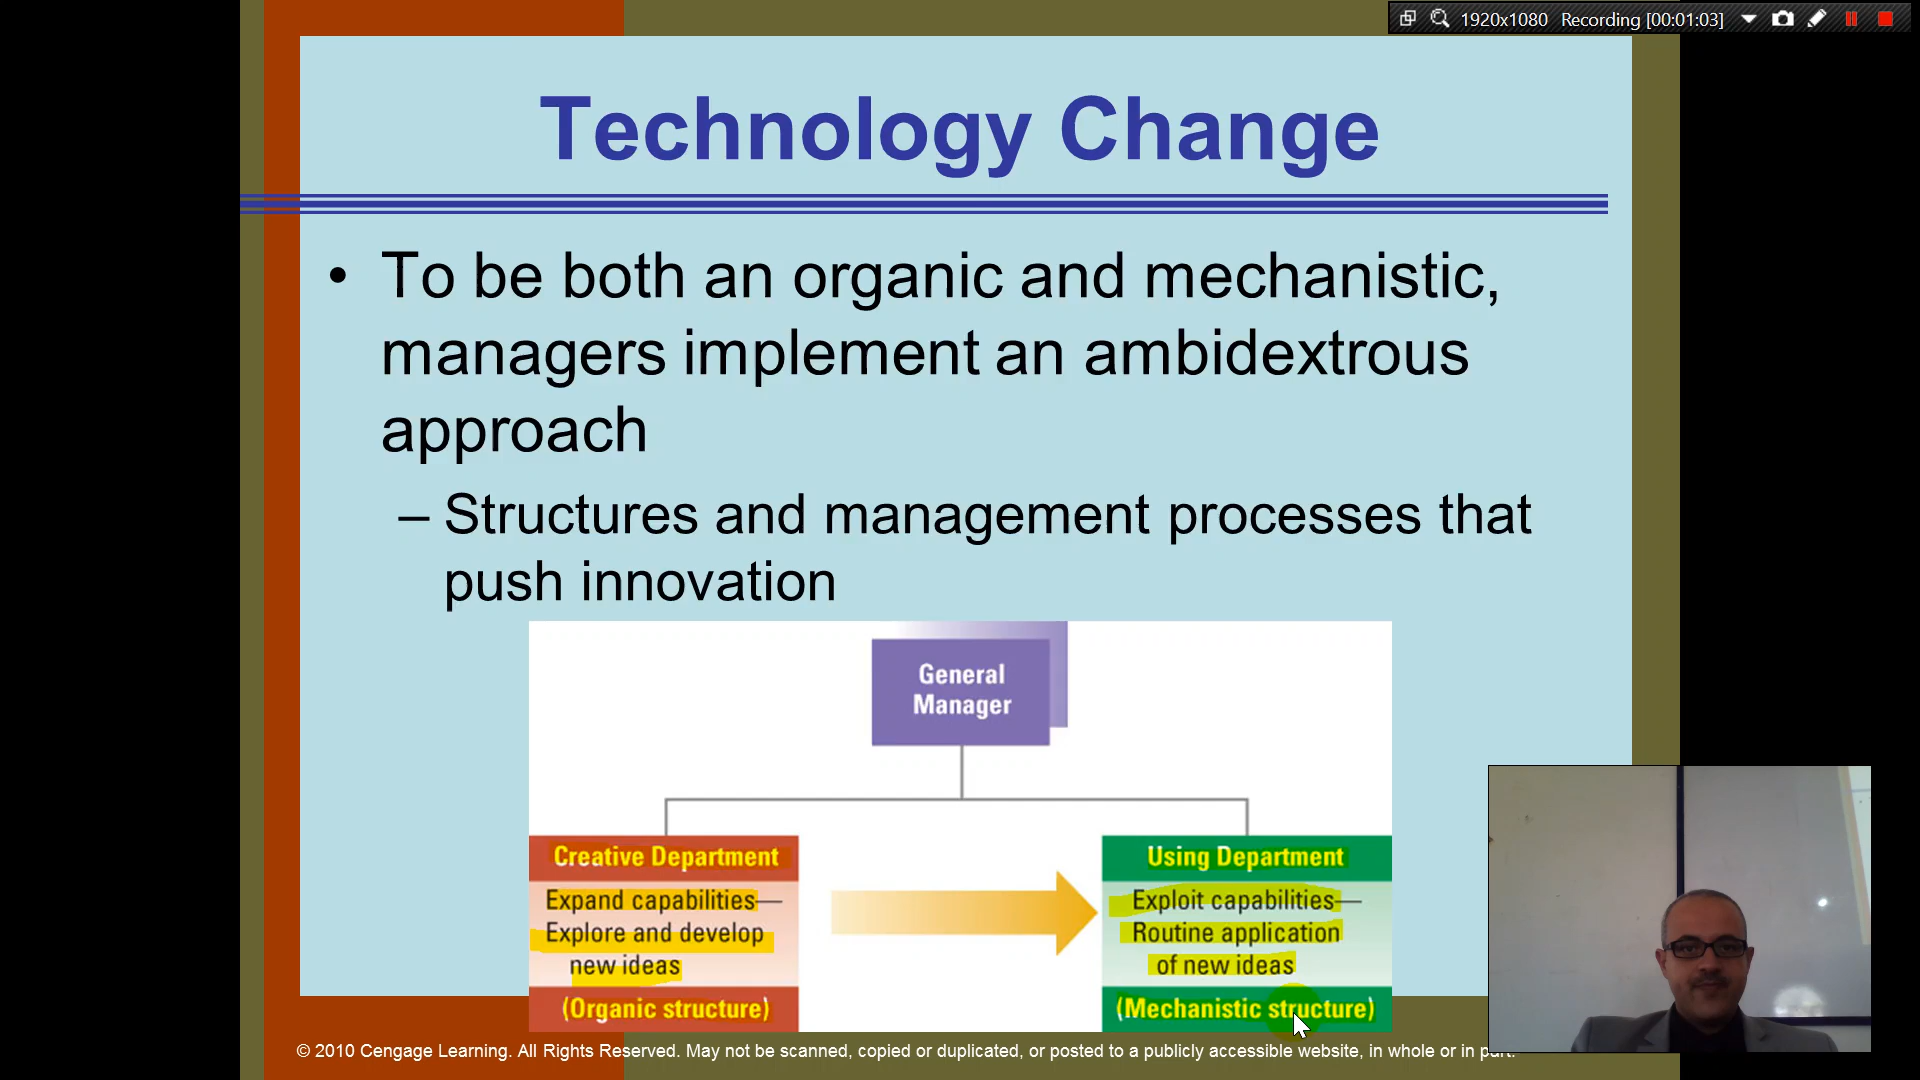 1920x1080 Recording [00:01:03]
Technology Change
• To be both an organic and mechanistic,
managers implement an ambidextrous
approach
– Structures and management processes that
push innovation
General
Manager
Creative Department
Expand capabilities—
Explore and develop
new ideas
(Organic structure)
Using Department
Exploit capabilities—
Routine application
of new ideas
(Mechanistic structure)
© 2010 Cengage Learning. All Rights Reserved. May not be scanned, copied or duplicated, or posted to a publicly accessible website, in whole or in part.